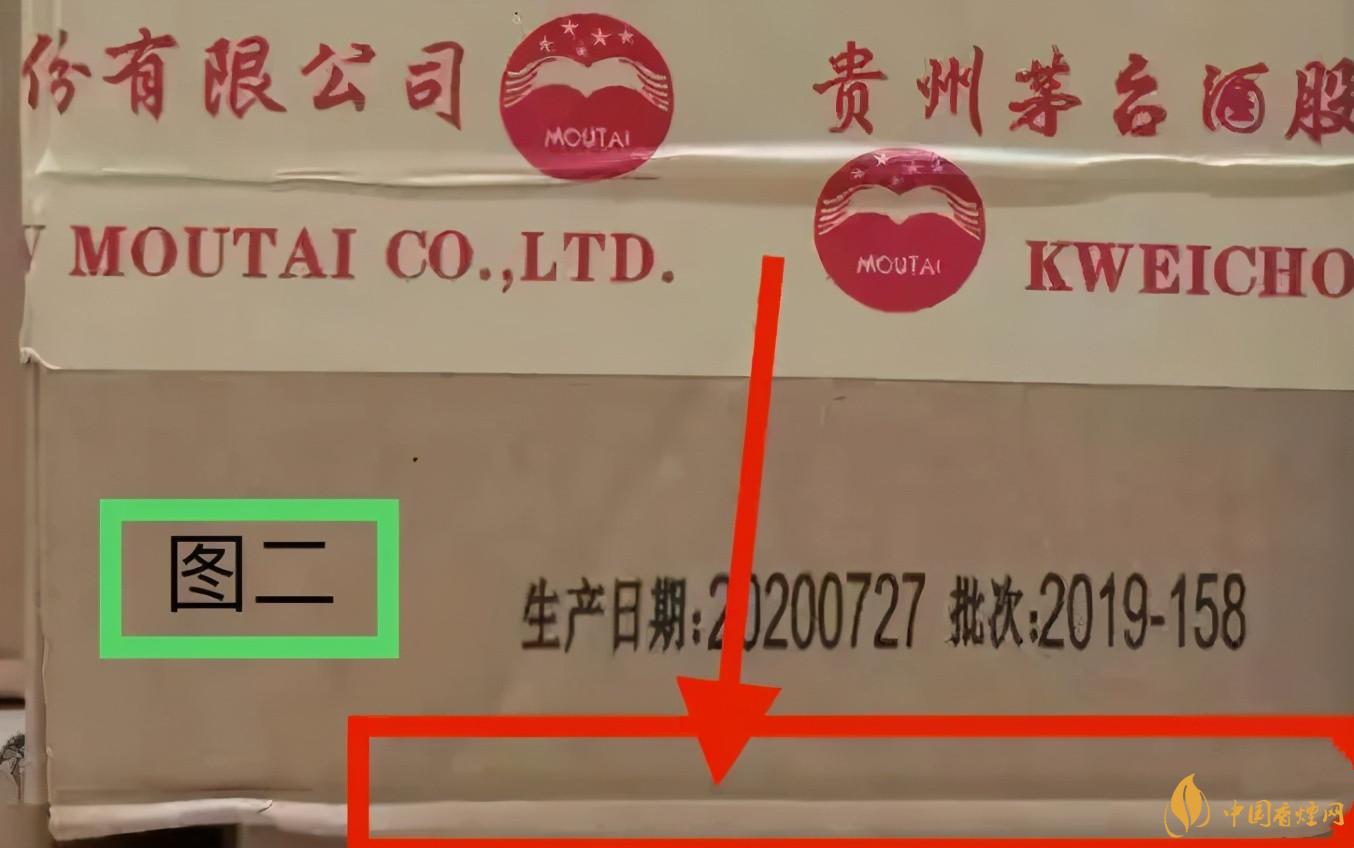 份有限公司
MOUTAI
贵州茅台酒股
MOUTAI CO.,LTD.
MOUTAI
KWEICHO
图二
生产日期:20200727 批次:2019-158
中国香烟网